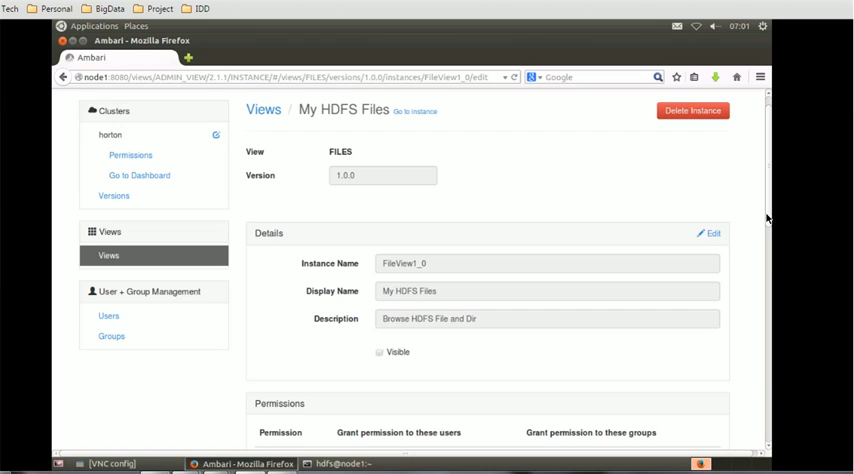 Tech Personal BigData Project IDD
Applications Places 07:01
Ambari - Mozilla Firefox
Ambari
node1:8080/views/ADMIN_VIEW/2.1.1/INSTANCE/#/views/FILES/versions/1.0.0/instances/FileView1_0/edit Google
Clusters
horton
Permissions
Go to Dashboard
Versions
Views
Views
User + Group Management
Users
Groups
Views / My HDFS Files Go to instance Delete Instance
View FILES
Version 1.0.0
Details Edit
Instance Name FileView1_0
Display Name My HDFS Files
Description Browse HDFS File and Dir
Visible
Permissions
Permission Grant permission to these users Grant permission to these groups
[VNC config] Ambari - Mozilla Firefox hdfs@node1:~